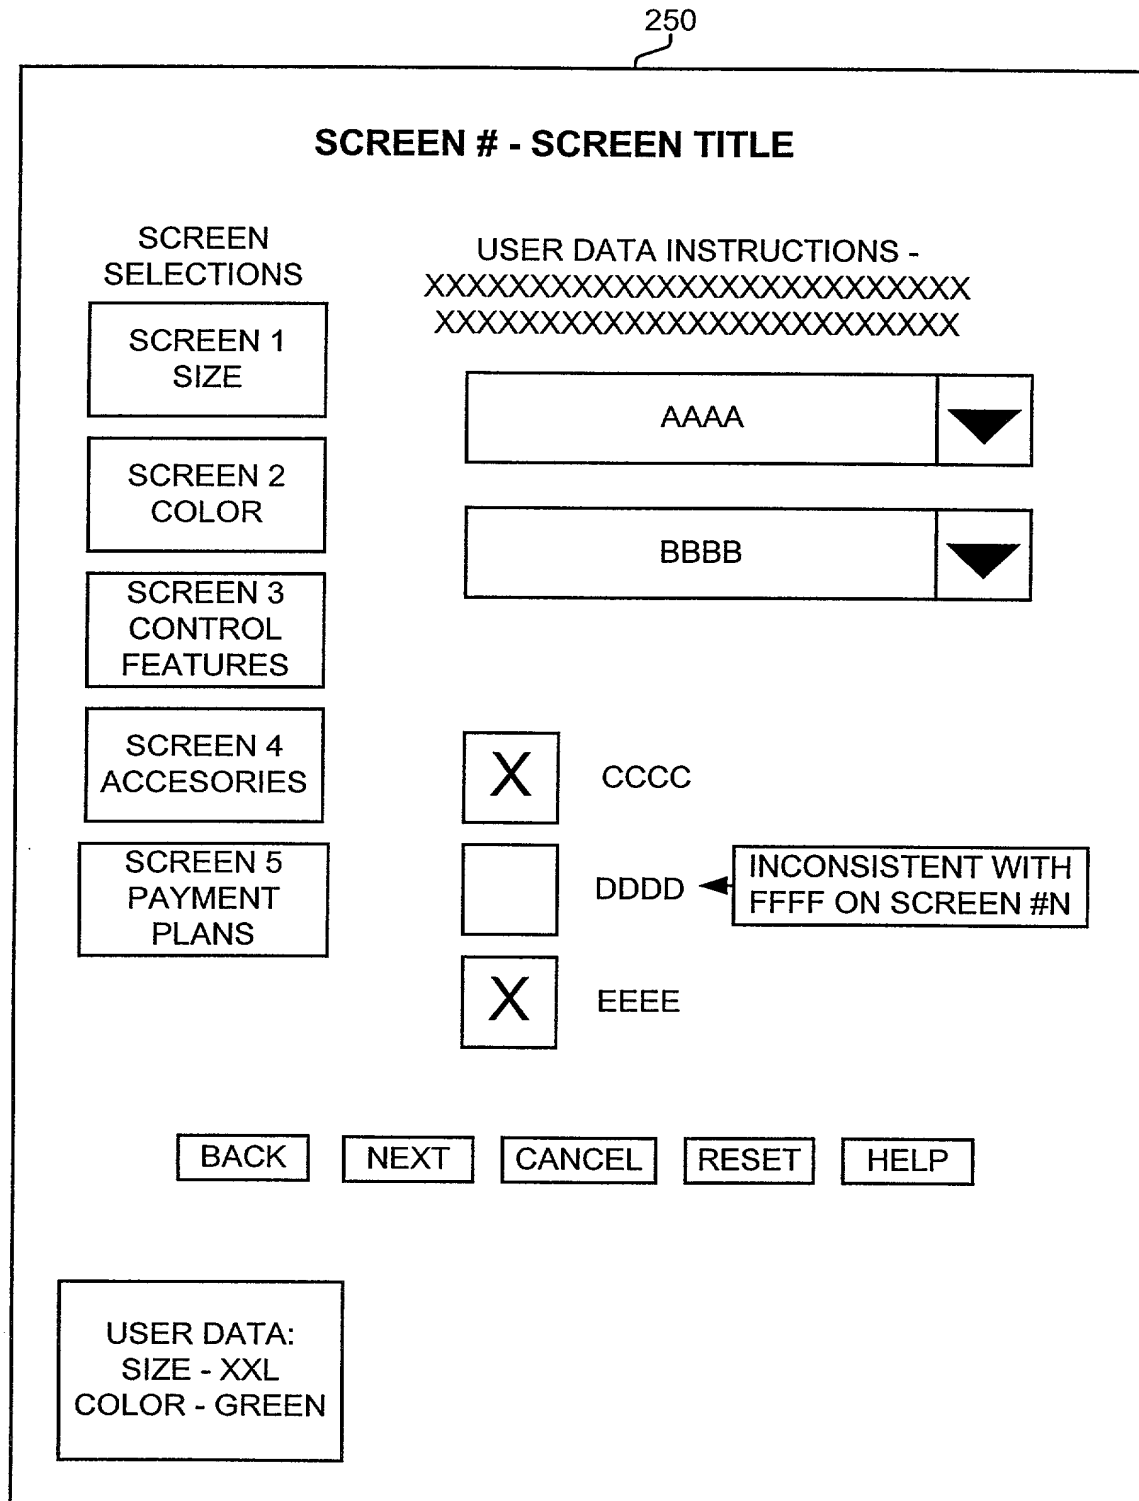 250
SCREEN # - SCREEN TITLE
SCREEN
SELECTIONS
SCREEN 1
SIZE
SCREEN 2
COLOR
SCREEN 3
CONTROL
FEATURES
SCREEN 4
ACCESORIES
SCREEN 5
PAYMENT
PLANS
USER DATA INSTRUCTIONS -
XXXXXXXXXXXXXXXXXXXXXXXXXX
XXXXXXXXXXXXXXXXXXXXXXXXX
AAAA
BBBB
X CCCC
DDDD
INCONSISTENT WITH
FFFF ON SCREEN #N
X EEEE
BACK NEXT CANCEL RESET HELP
USER DATA:
SIZE - XXL
COLOR - GREEN